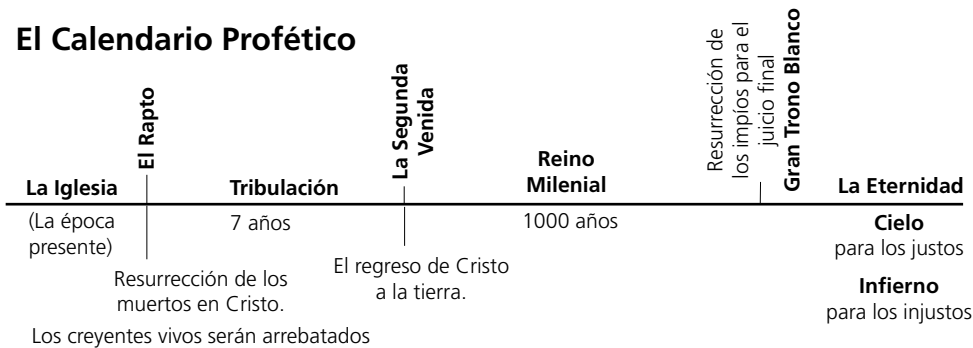 El Calendario Profético
El Rapto
La Segunda
Venida
Resurrección de
los impíos para el
juicio final
Gran Trono Blanco
La Iglesia
Tribulación
Reino
Milenial
La Eternidad
(La época
presente)
7 años
1000 años
Cielo
para los justos
Resurrección de los
muertos en Cristo.
El regreso de Cristo
a la tierra.
Infierno
para los injustos
Los creyentes vivos serán arrebatados